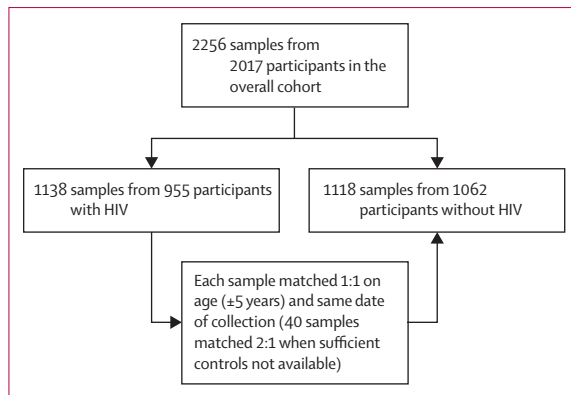 2256 samples from
2017 participants in the
overall cohort
1138 samples from 955 participants
with HIV
1118 samples from 1062
participants without HIV
Each sample matched 1:1 on
age (±5 years) and same date
of collection (40 samples
matched 2:1 when sufficient
controls not available)